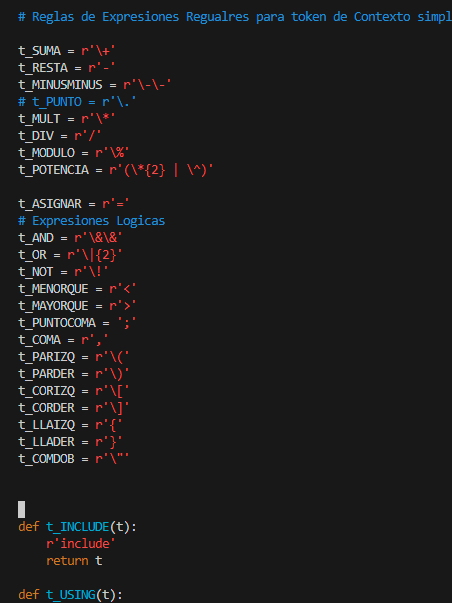 # Reglas de Expresiones Regualres para token de Contexto simpl
t_SUMA = r'\+'
t_RESTA = r'-'
t_MINUSMINUS = r'\-\-'
# t_PUNTO = r'\.'
t_MULT = r'\*'
t_DIV = r'/'
t_MODULO = r'\%'
t_POTENCIA = r'(\*{2} | \^)'
t_ASIGNAR = r'='
# Expresiones Logicas
t_AND = r'\&\&'
t_OR = r'\|{2}'
t_NOT = r'\!'
t_MENORQUE = r'<'
t_MAYORQUE = r'>'
t_PUNTOCOMA = ';'
t_COMA = r','
t_PARIZQ = r'\('
t_PARDER = r'\)'
t_CORIZQ = r'\['
t_CORDER = r'\]'
t_LLAIZQ = r'{'
t_LLADER = r'}'
t_COMDOB = r'\"'
def t_INCLUDE(t):
    r'include'
    return t
def t_USING(t):